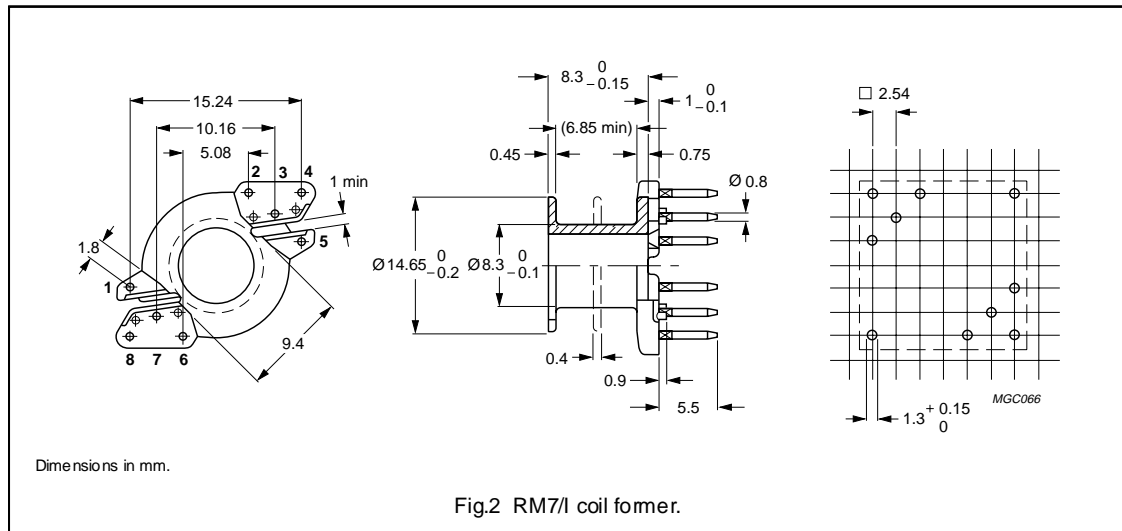 15.24
10.16
5.08
2 3 4
1 min
5
1.8
1
8 7 6
9.4
8.3 0 −0.15
1 0 −0.1
(6.85 min)
0.45
0.75
Ø 0.8
Ø 14.65 0 −0.2
Ø 8.3 0 −0.1
0.4
0.9
5.5
□ 2.54
MGC066
1.3 + 0.15 0
Dimensions in mm.
Fig.2 RM7/I coil former.